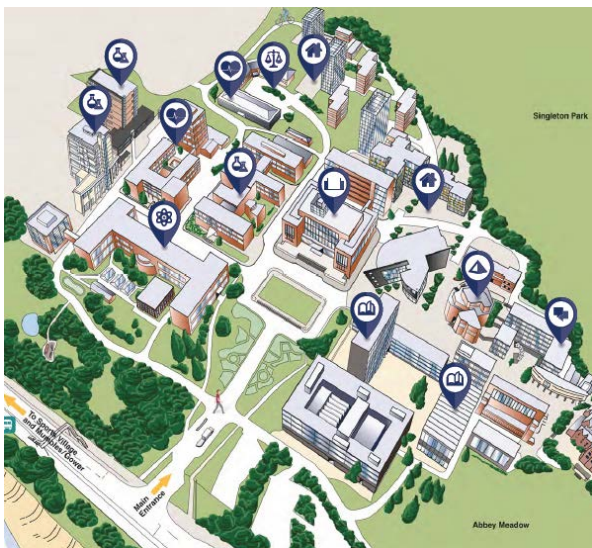 Singleton Park
To Sports Village
and Mumbles/Gower
Main
Entrance
Abbey Meadow